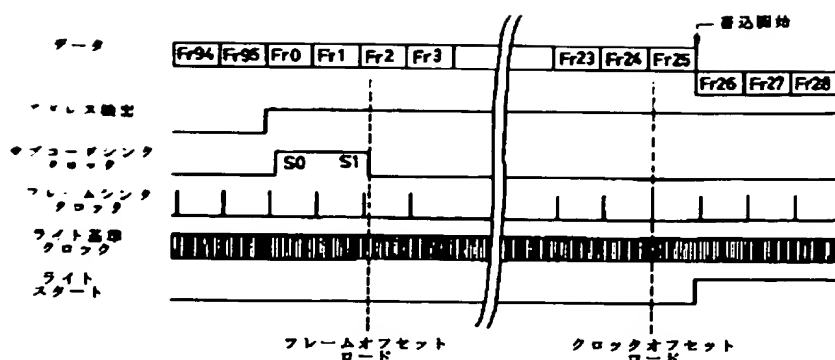 書込開始
データ
Fr94 Fr95 Fr0 Fr1 Fr2 Fr3 Fr23 Fr24 Fr25
Fr26 Fr27 Fr28
アドレス検出
サブコードシンク
クロック
S0 S1
フレームシンク
クロック
ライト基準
クロック
ライト
スタート
フレームオフセット
ロード
クロックオフセット
ロード